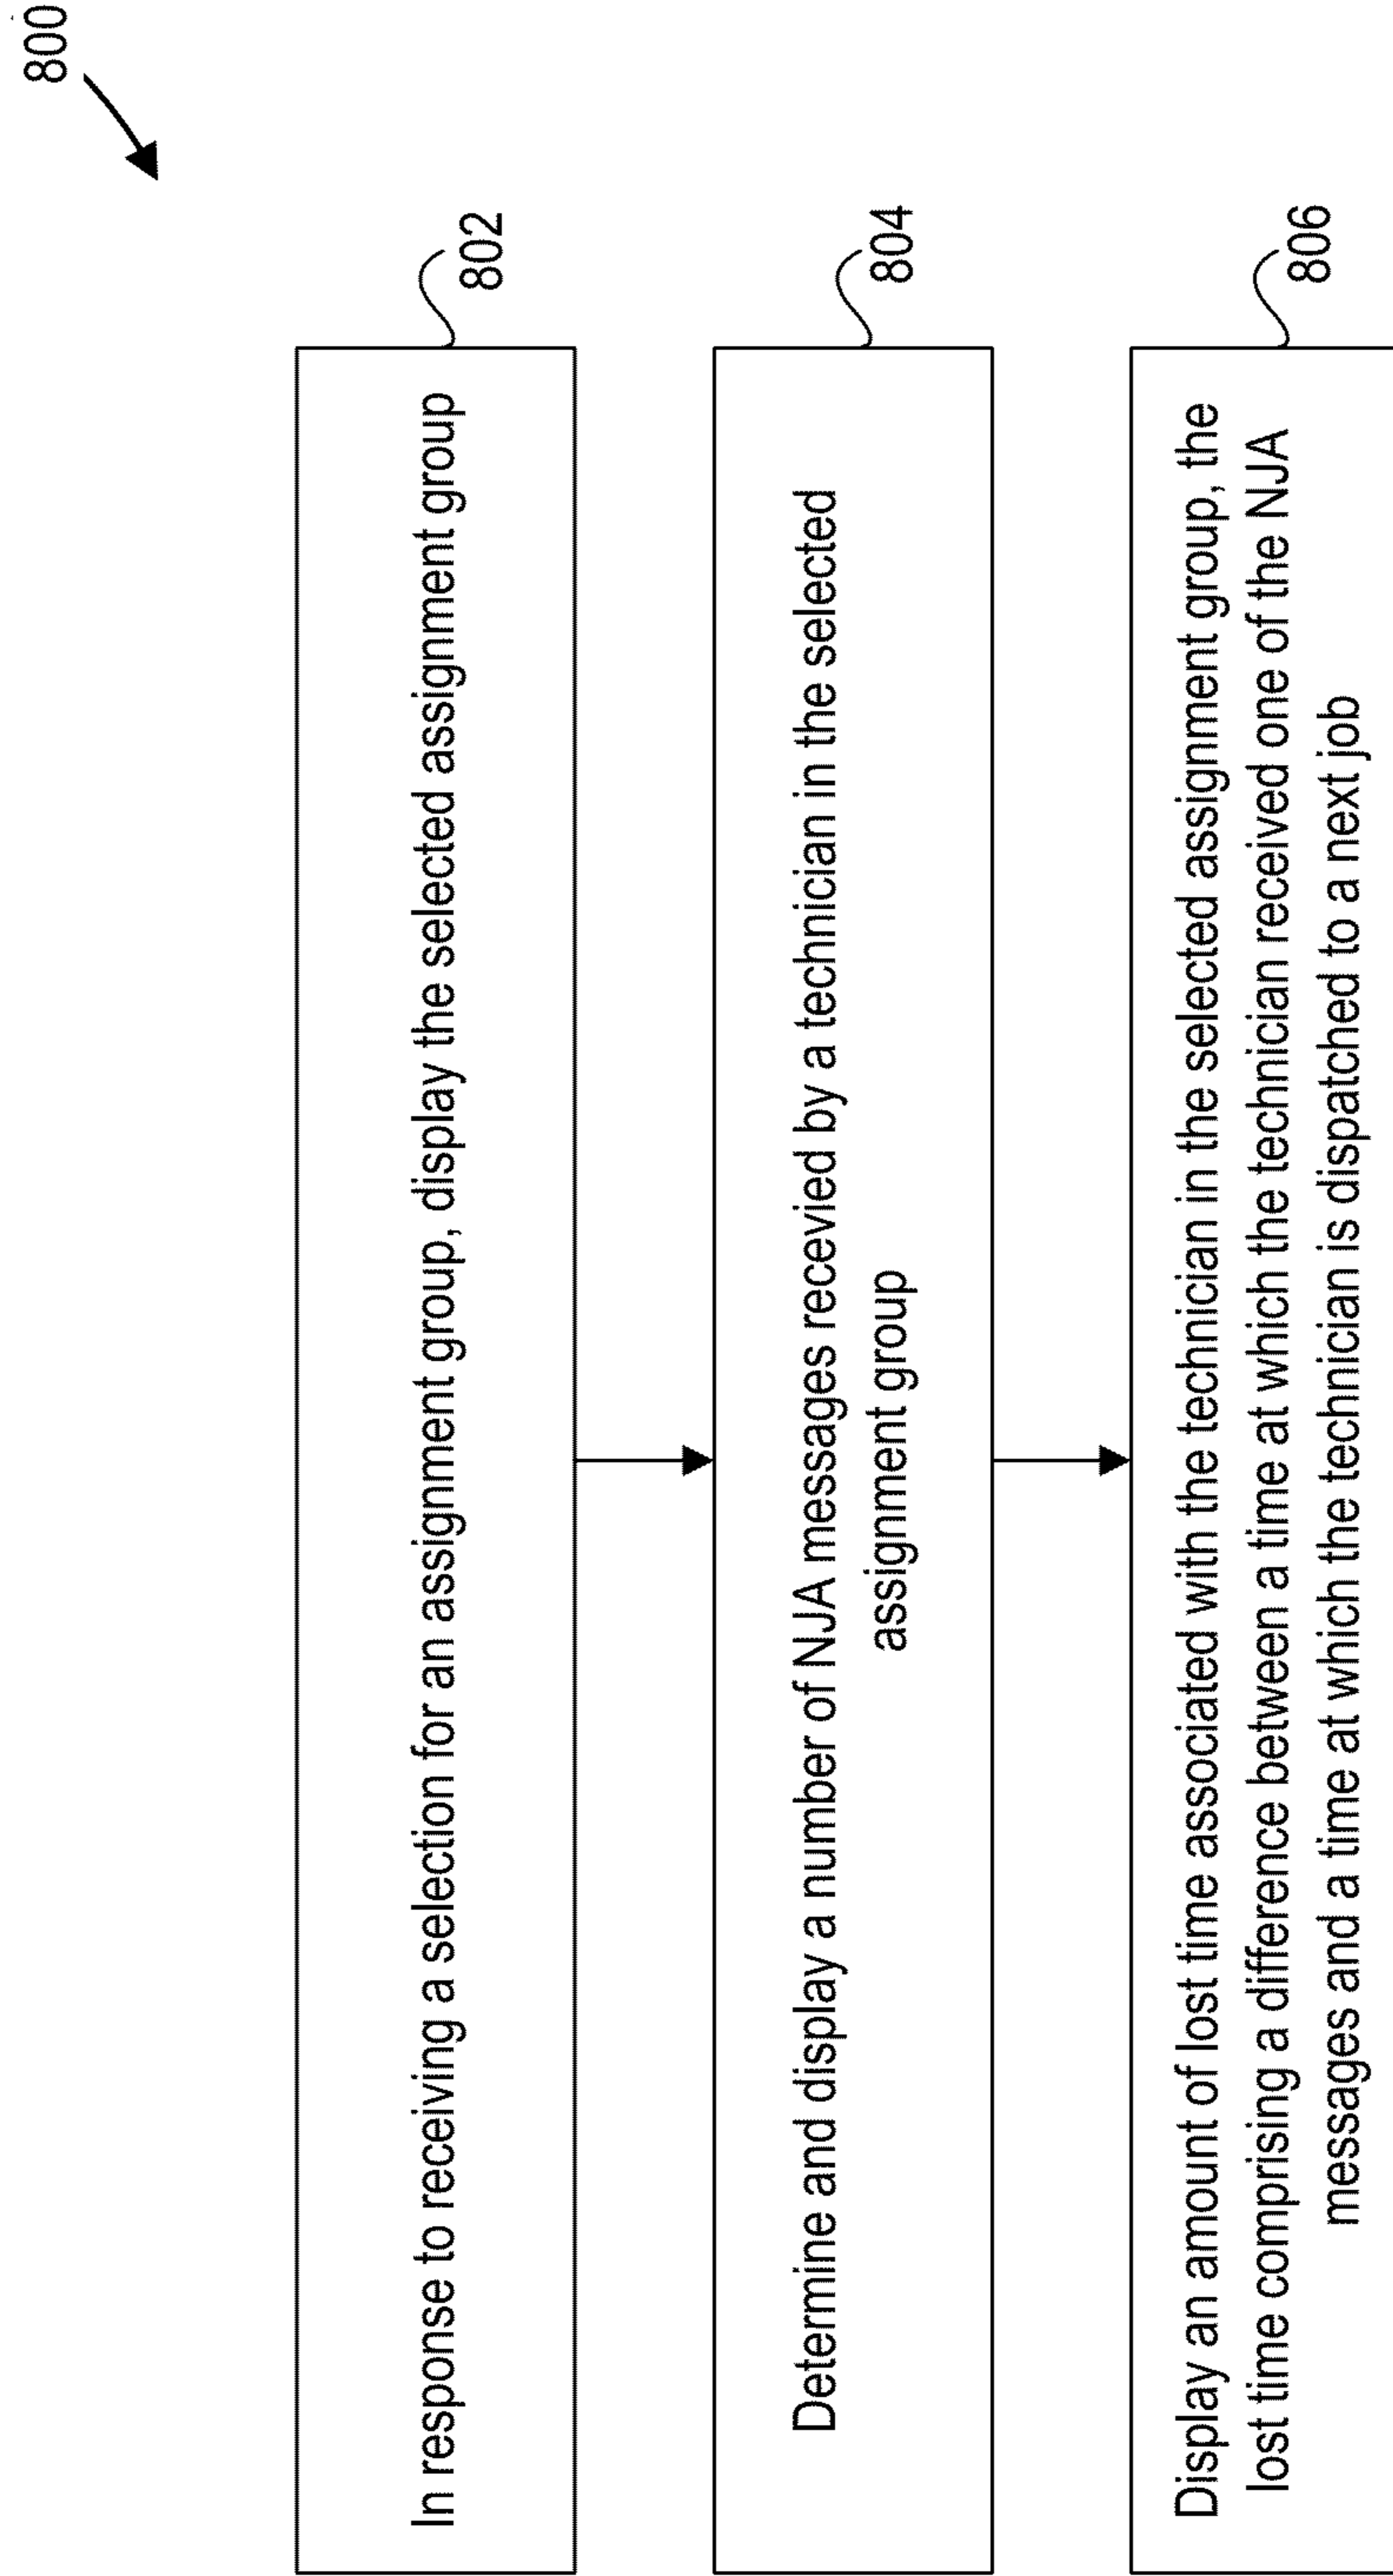 800
In response to receiving a selection for an assignment group, display the selected assignment group
802
Determine and display a number of NJA messages recevied by a technician in the selected
assignment group
804
Display an amount of lost time associated with the technician in the selected assignment group, the
lost time comprising a difference between a time at which the technician received one of the NJA
messages and a time at which the technician is dispatched to a next job
806